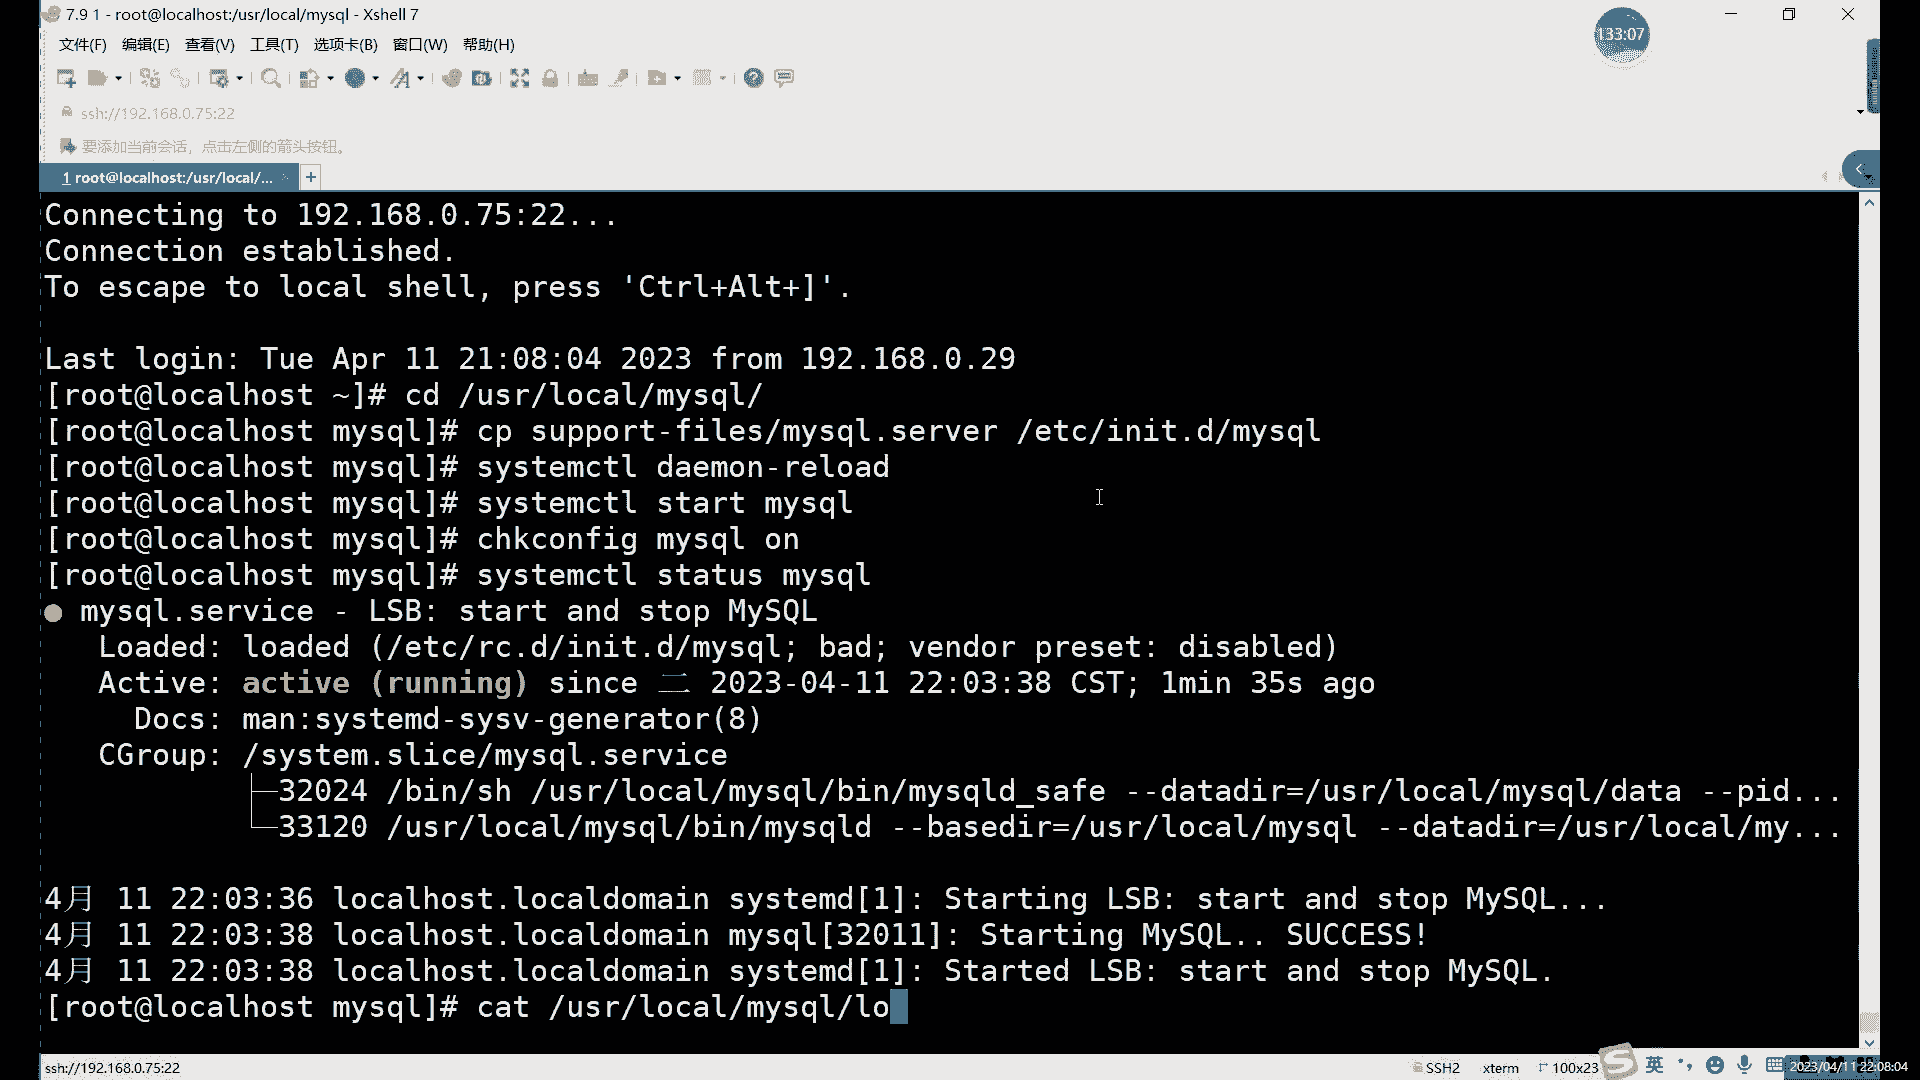 7.9 1 - root@localhost:/usr/local/mysql - Xshell 7
133:07
文件(F) 编辑(E) 查看(V) 工具(T) 选项卡(B) 窗口(W) 帮助(H)
ssh://192.168.0.75:22
要添加当前会话，点击左侧的箭头按钮。
1 root@localhost:/usr/local/... +
Connecting to 192.168.0.75:22...
Connection established.
To escape to local shell, press 'Ctrl+Alt+]'.
Last login: Tue Apr 11 21:08:04 2023 from 192.168.0.29
[root@localhost ~]# cd /usr/local/mysql/
[root@localhost mysql]# cp support-files/mysql.server /etc/init.d/mysql
[root@localhost mysql]# systemctl daemon-reload
[root@localhost mysql]# systemctl start mysql
[root@localhost mysql]# chkconfig mysql on
[root@localhost mysql]# systemctl status mysql
● mysql.service - LSB: start and stop MySQL
Loaded: loaded (/etc/rc.d/init.d/mysql; bad; vendor preset: disabled)
Active: active (running) since 二 2023-04-11 22:03:38 CST; 1min 35s ago
Docs: man:systemd-sysv-generator(8)
CGroup: /system.slice/mysql.service
├─32024 /bin/sh /usr/local/mysql/bin/mysqld_safe --datadir=/usr/local/mysql/data --pid...
└─33120 /usr/local/mysql/bin/mysqld --basedir=/usr/local/mysql --datadir=/usr/local/my...
4月 11 22:03:36 localhost.localdomain systemd[1]: Starting LSB: start and stop MySQL...
4月 11 22:03:38 localhost.localdomain mysql[32011]: Starting MySQL.. SUCCESS!
4月 11 22:03:38 localhost.localdomain systemd[1]: Started LSB: start and stop MySQL.
[root@localhost mysql]# cat /usr/local/mysql/lo
ssh://192.168.0.75:22 SSH2 xterm 100x23 英 2023/04/11 22:08:04